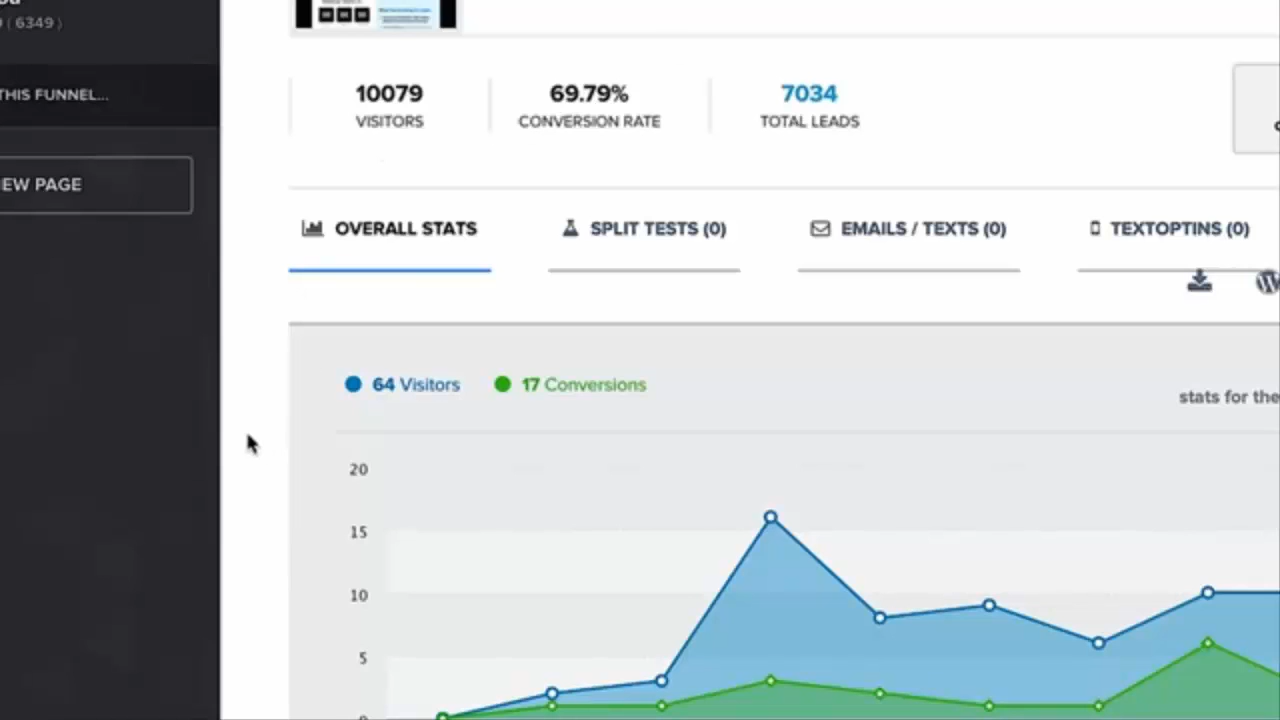 ( 6349 )
THIS FUNNEL...
EW PAGE
10079
VISITORS
69.79%
CONVERSION RATE
7034
TOTAL LEADS
OVERALL STATS
SPLIT TESTS (0)
EMAILS / TEXTS (0)
TEXTOPTINS (0)
64 Visitors
17 Conversions
stats for the
20
15
10
5